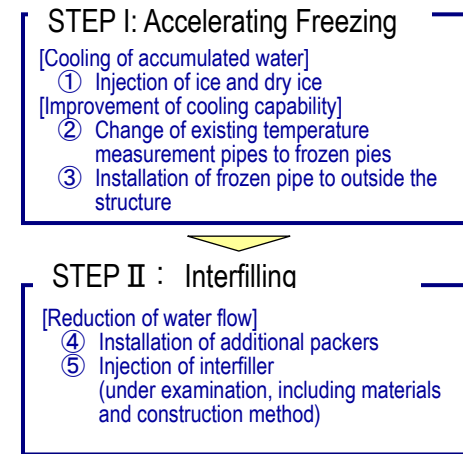 STEP I: Accelerating Freezing
[Cooling of accumulated water]
① Injection of ice and dry ice
[Improvement of cooling capability]
② Change of existing temperature
measurement pipes to frozen pies
③ Installation of frozen pipe to outside the
structure
STEP Ⅱ： Interfilling
[Reduction of water flow]
④ Installation of additional packers
⑤ Injection of interfiller
(under examination, including materials
and construction method)